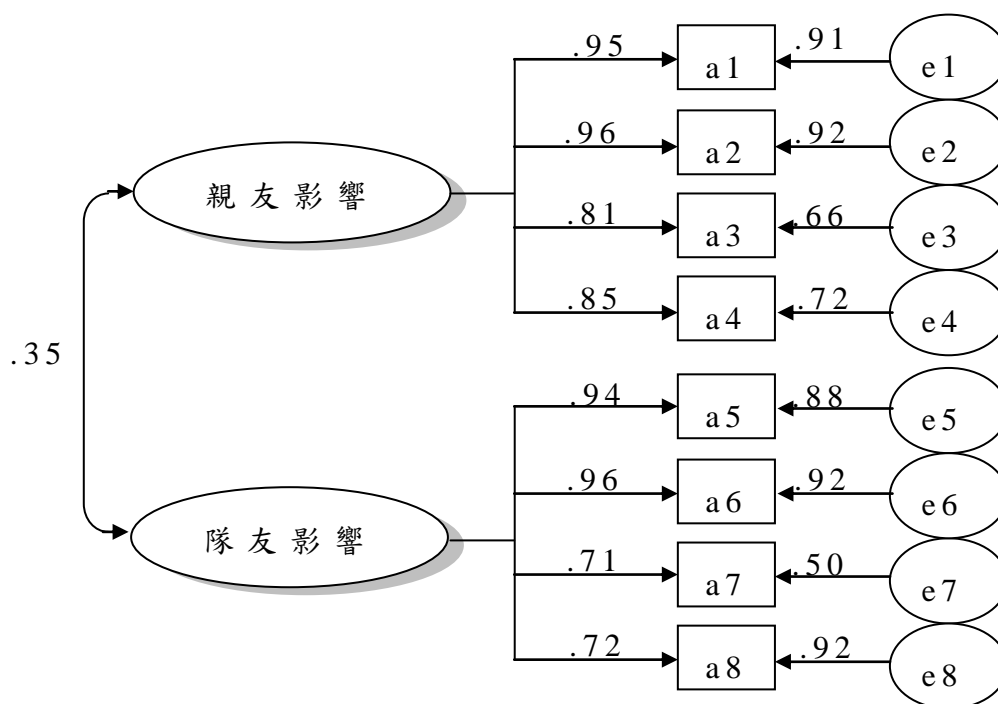 .95 a1 .91 e1
.96 a2 .92 e2
親友影響
.81 a3 .66 e3
.85 a4 .72 e4
.35
.94 a5 .88 e5
.96 a6 .92 e6
隊友影響
.71 a7 .50 e7
.72 a8 .92 e8